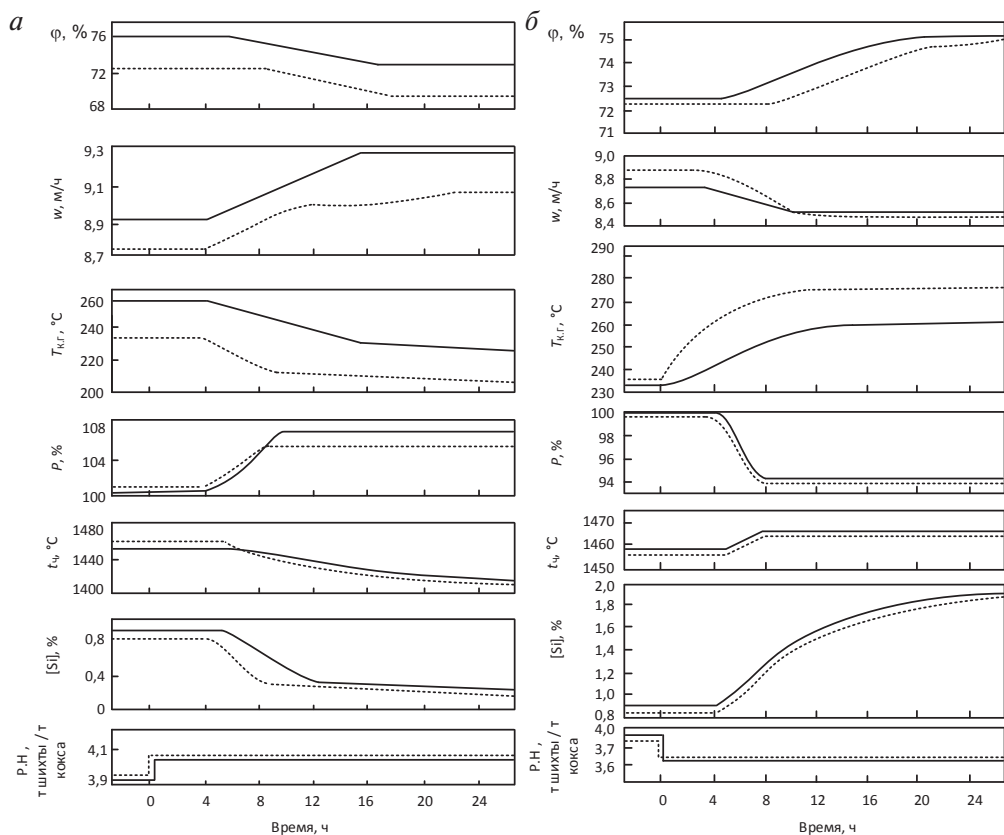 а
φ, %
76
72
68
9,3
9,1
8,9
8,7
w, м/ч
260
240
220
200
Tк.г, °C
108
104
100
P, %
1480
1440
1400
tч, °C
0,8
0,4
0
[Si], %
4,1
3,9
Р.Н ,
т шихты / т
кокса
0 4 8 12 16 20 24
Время, ч
б
φ, %
75
74
73
72
71
9,0
8,8
8,6
8,4
w, м/ч
290
280
270
260
250
240
230
Tк.г, °C
100
98
96
94
P, %
1470
1460
1450
tч, °C
2,0
1,8
1,6
1,4
1,2
1,0
0,8
[Si], %
4,0
3,7
3,6
Р.Н ,
т шихты / т
кокса
0 4 8 12 16 20 24
Время, ч